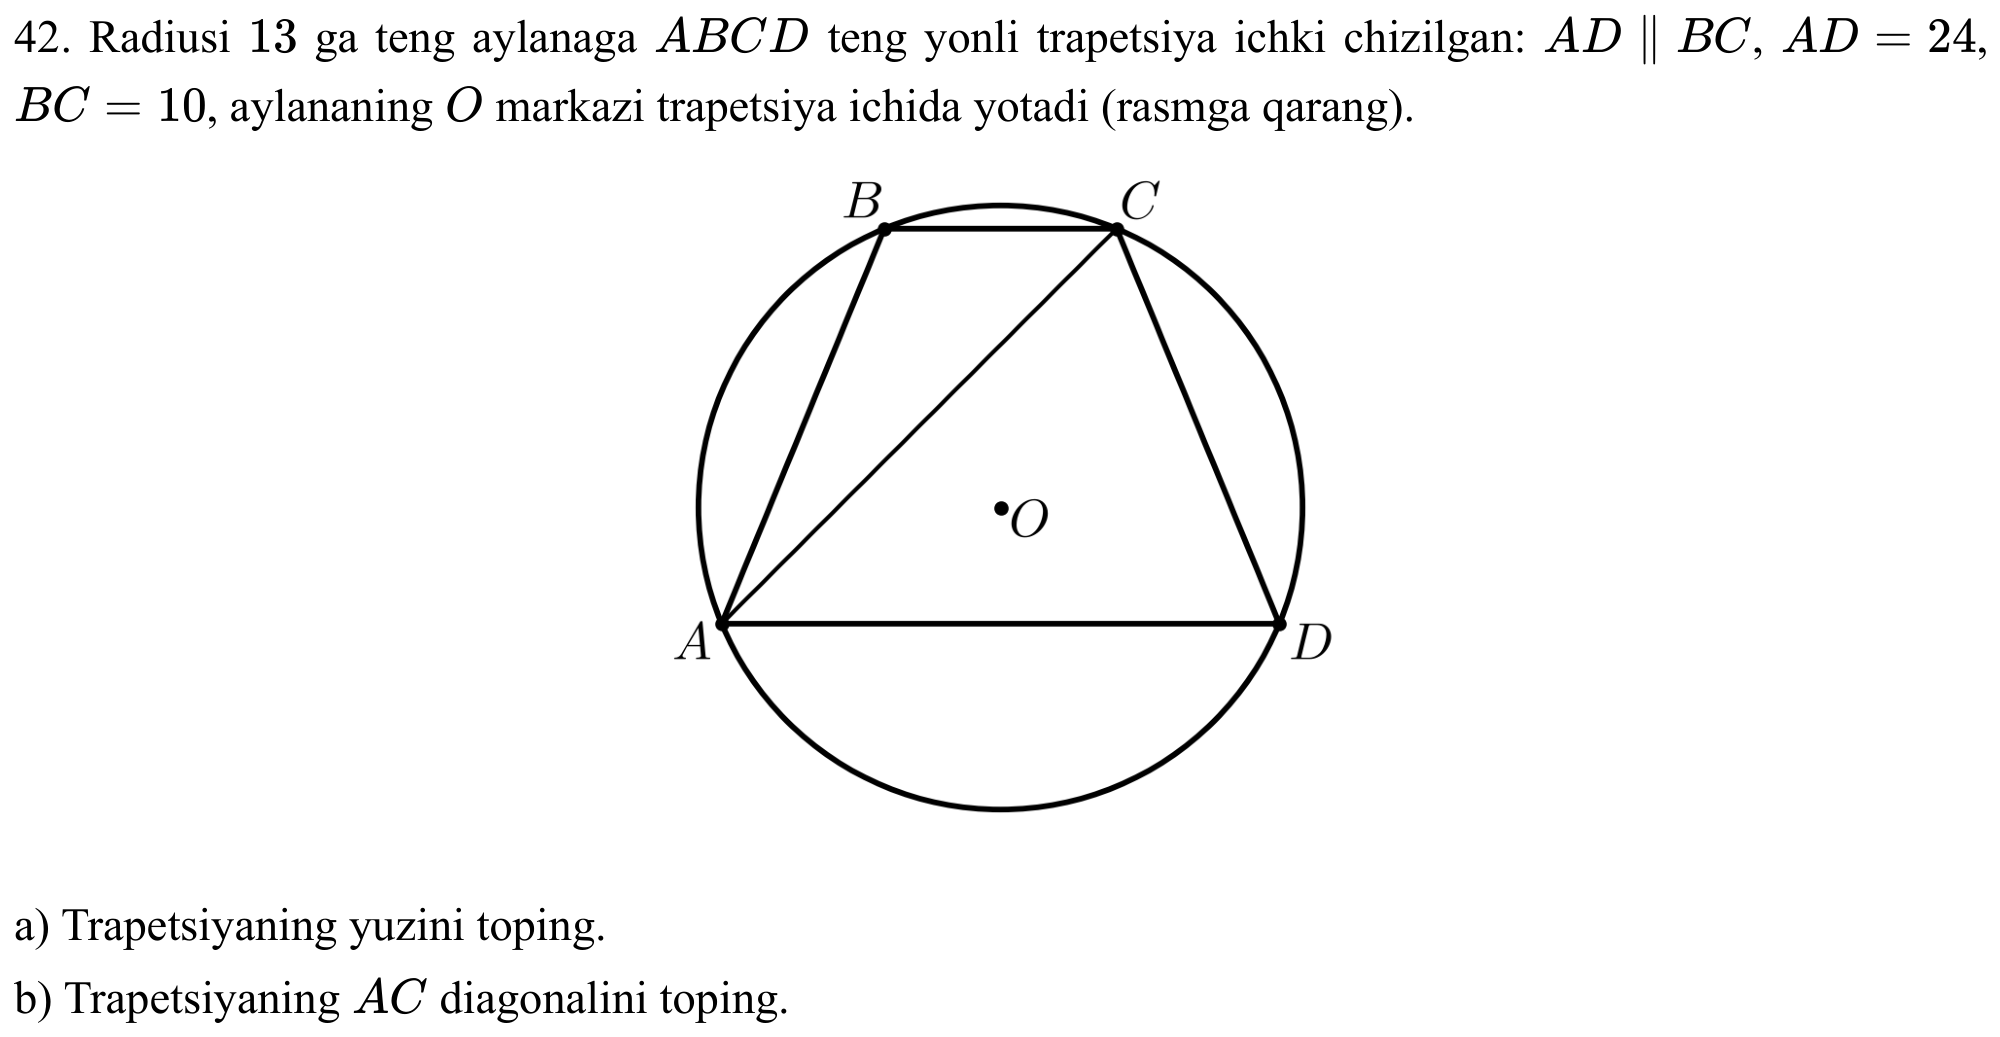 42. Radiusi 13 ga teng aylanaga ABCD teng yonli trapetsiya ichki chizilgan: AD ∥ BC, AD = 24,
BC = 10, aylananing O markazi trapetsiya ichida yotadi (rasmga qarang).
B
C
O
A
D
a) Trapetsiyaning yuzini toping.
b) Trapetsiyaning AC diagonalini toping.